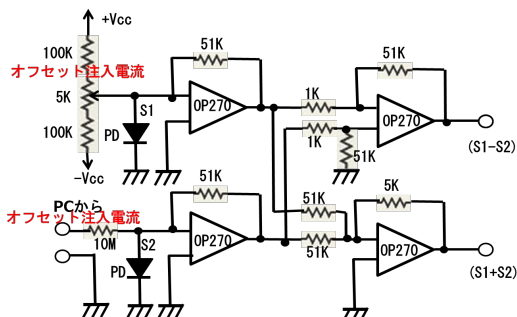 +Vcc
100K
オフセット注入電流
5K
100K
-Vcc
S1
PD
51K
OP270
1K
1K
51K
51K
OP270
(S1-S2)
PCから
オフセット注入電流
10M
S2
PD
51K
OP270
51K
51K
5K
OP270
(S1+S2)